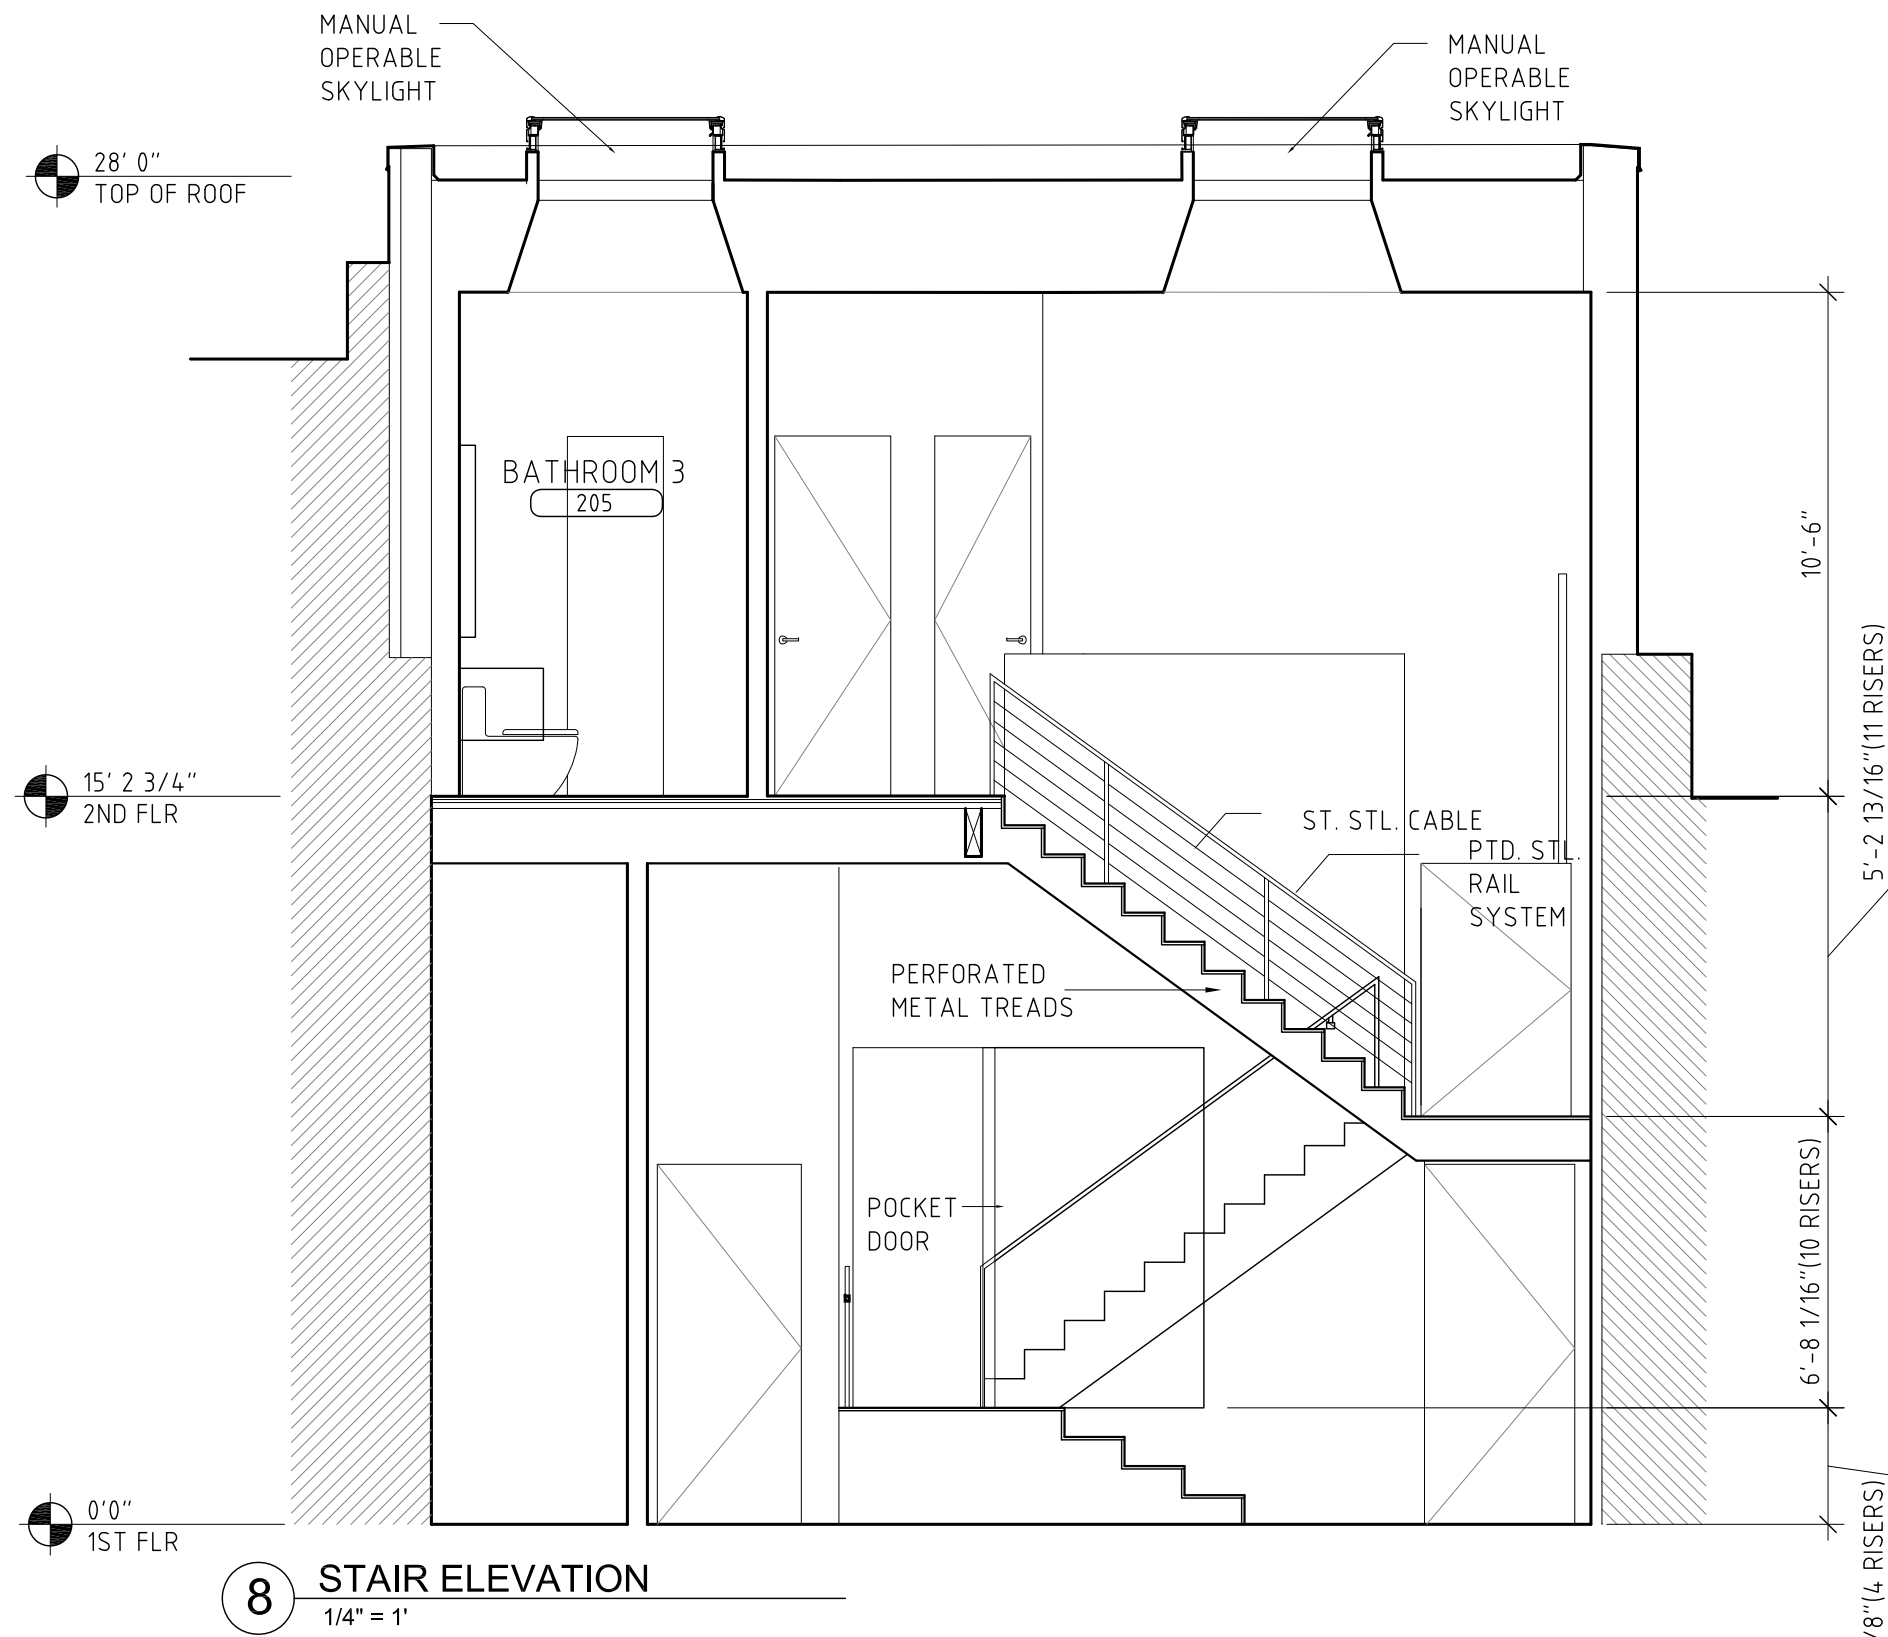 MANUAL
OPERABLE
SKYLIGHT
MANUAL
OPERABLE
SKYLIGHT
28' 0"
TOP OF ROOF
BATHROOM 3
205
10'-6"
5'-2 13/16"(11 RISERS)
15' 2 3/4"
2ND FLR
ST. STL. CABLE
PTD. STL.
RAIL
SYSTEM
PERFORATED
METAL TREADS
POCKET
DOOR
6'-8 1/16"(10 RISERS)
0'0"
1ST FLR
/8"(4 RISERS)
8
STAIR ELEVATION
1/4" = 1'